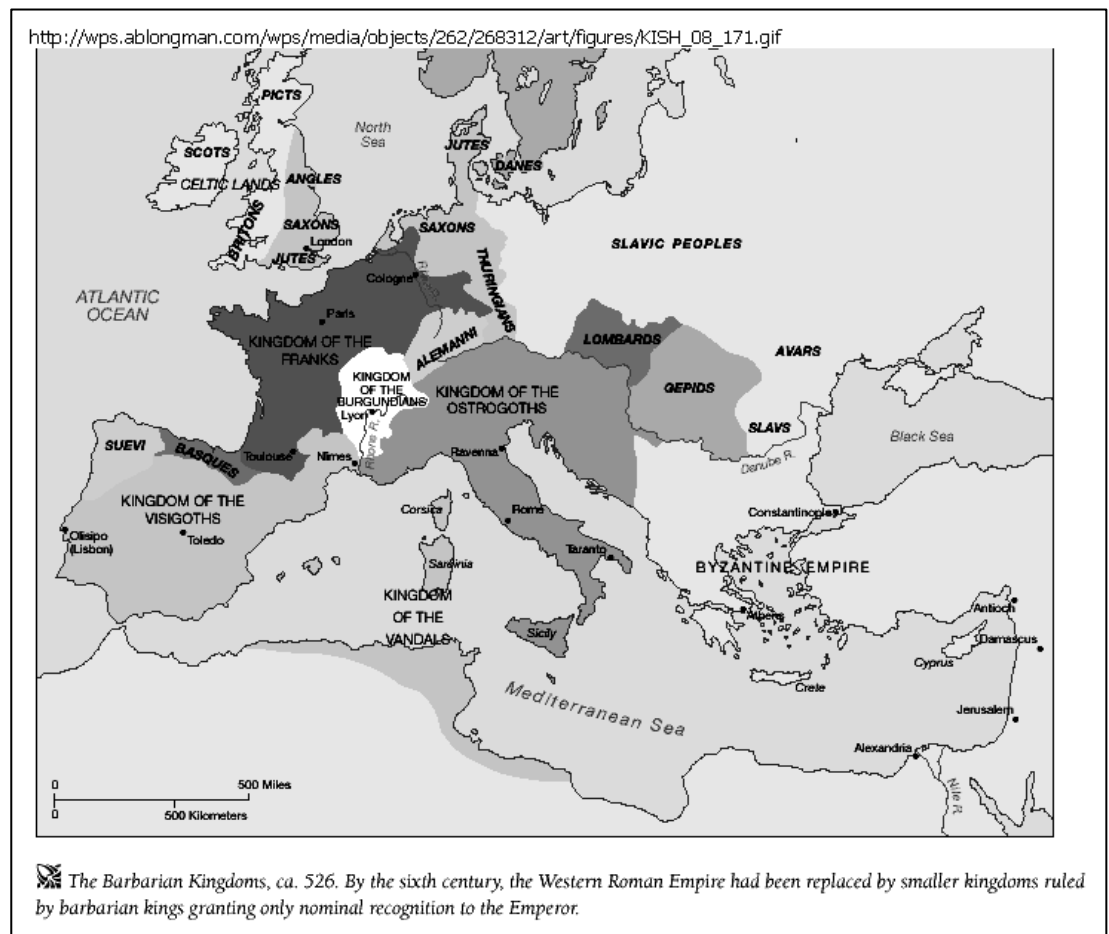 http://wps.ablongman.com/wps/media/objects/262/268312/art/figures/KISH_08_171.gif
PICTS
North
Sea
SCOTS
CELTIC LANDS
ANGLES
JUTES
DANES
BRITONS
SAXONS
London
JUTES
SAXONS
SLAVIC PEOPLES
THURINGIANS
Cologne
ATLANTIC
OCEAN
Paris
KINGDOM OF THE
FRANKS
ALEMANNI
LOMBARDS
AVARS
KINGDOM
OF THE
BURGUNDIANS
Lyon
KINGDOM OF THE
OSTROGOTHS
GEPIDS
SLAVS
Black Sea
SUEVI
BASQUES
Toulouse
Nîmes
Rhone R.
Ravenna
Danube R.
KINGDOM OF THE
VISIGOTHS
Corsica
Rome
Constantinople
Olisipo
(Lisbon)
Toledo
Sardinia
Taranto
BYZANTINE EMPIRE
KINGDOM
OF THE
VANDALS
Sicily
Athens
Antioch
Damascus
Cyprus
Crete
Mediterranean Sea
Jerusalem
Alexandria
Nile R.
0 500 Miles
0 500 Kilometers
The Barbarian Kingdoms, ca. 526. By the sixth century, the Western Roman Empire had been replaced by smaller kingdoms ruled
by barbarian kings granting only nominal recognition to the Emperor.